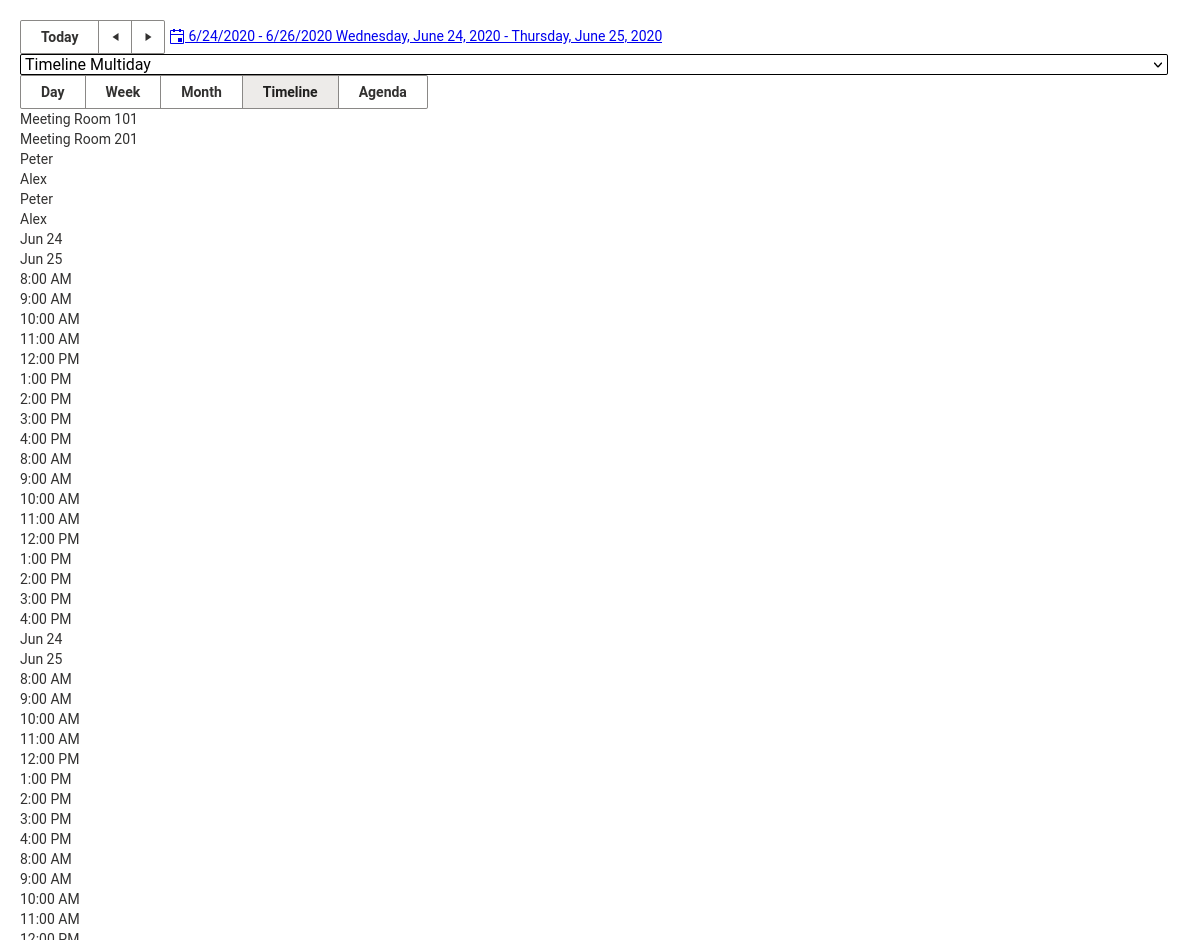 Today 6/24/2020 - 6/26/2020 Wednesday, June 24, 2020 - Thursday, June 25, 2020
Timeline Multiday
Day Week Month Timeline Agenda
Meeting Room 101
Meeting Room 201
Peter
Alex
Peter
Alex
Jun 24
Jun 25
8:00 AM
9:00 AM
10:00 AM
11:00 AM
12:00 PM
1:00 PM
2:00 PM
3:00 PM
4:00 PM
8:00 AM
9:00 AM
10:00 AM
11:00 AM
12:00 PM
1:00 PM
2:00 PM
3:00 PM
4:00 PM
Jun 24
Jun 25
8:00 AM
9:00 AM
10:00 AM
11:00 AM
12:00 PM
1:00 PM
2:00 PM
3:00 PM
4:00 PM
8:00 AM
9:00 AM
10:00 AM
11:00 AM
12:00 PM